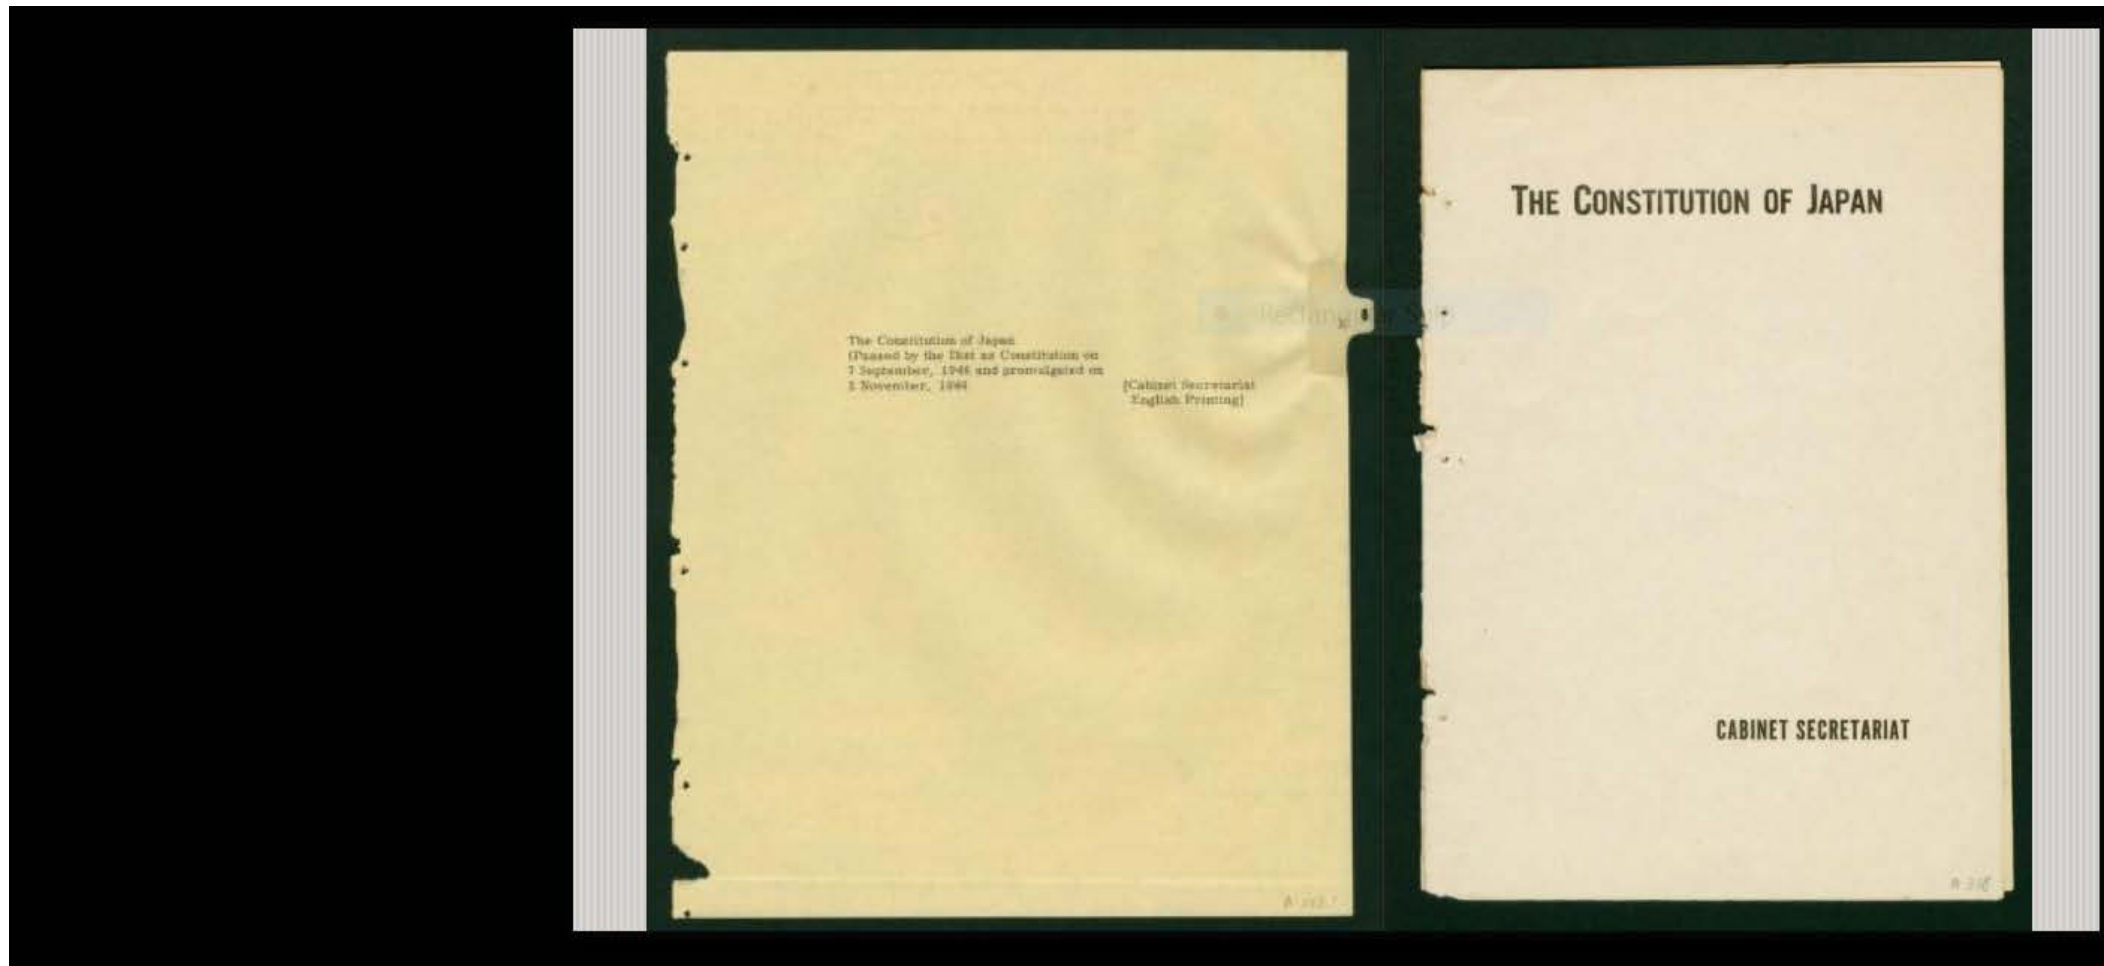 The Constitution of Japan
(Passed by the Diet as Constitution on
7 September, 1946 and promulgated on
November, 1946
[Cabinet Secretariat
English Printing]
THE CONSTITUTION OF JAPAN
CABINET SECRETARIAT